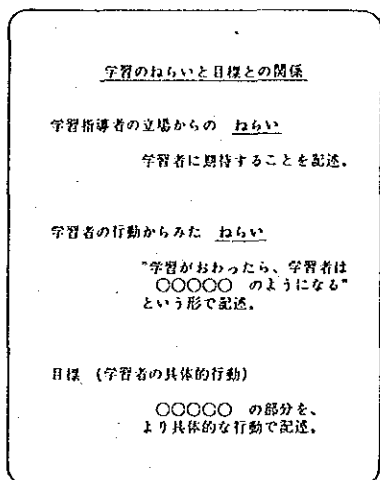 学習のねらいと目標との関係
学習指導者の立場からの ねらい
学習者に期待することを記述。
学習者の行動からみた ねらい
"学習がおわったら、学習者は
○○○○○ のようになる"
という形で記述。
目標 (学習者の具体的行動)
○○○○○ の部分を、
より具体的な行動で記述。